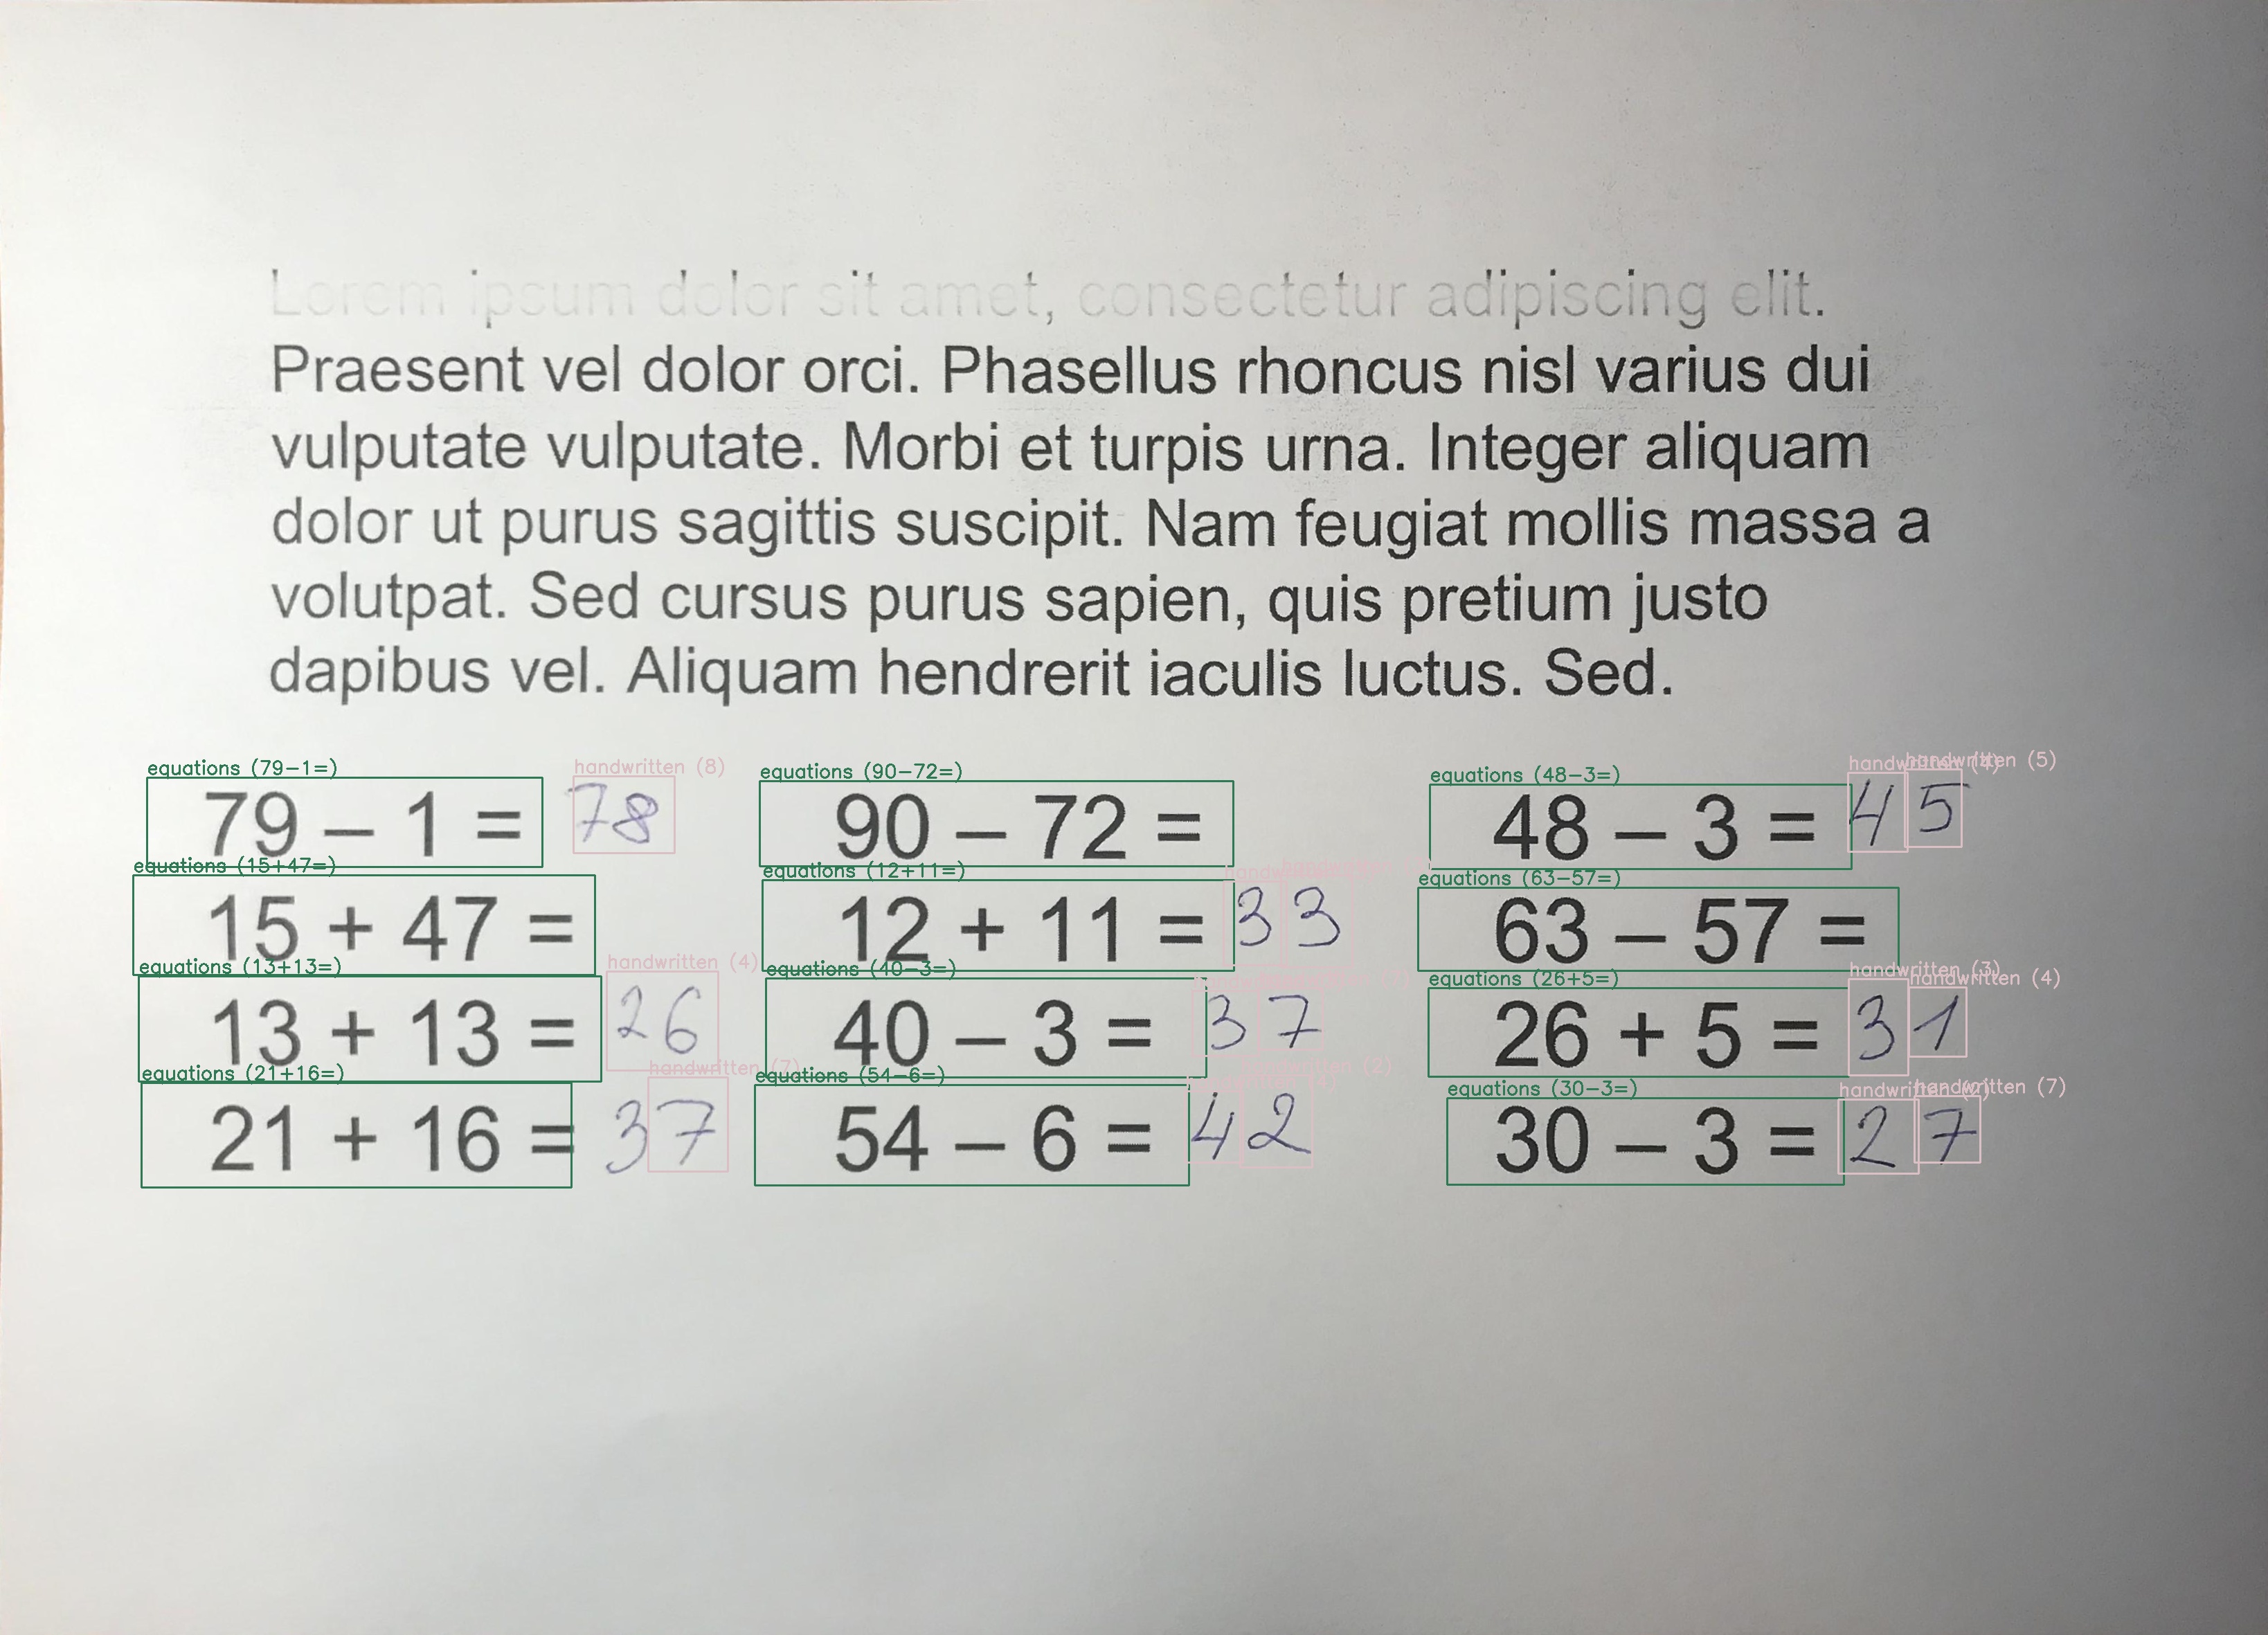 Lorem ipsum dolor sit amet, consectetur adipiscing elit.
Praesent vel dolor orci. Phasellus rhoncus nisl varius dui
vulputate vulputate. Morbi et turpis urna. Integer aliquam
dolor ut purus sagittis suscipit. Nam feugiat mollis massa a
volutpat. Sed cursus purus sapien, quis pretium justo
dapibus vel. Aliquam hendrerit iaculis luctus. Sed.
equations (79-1=) handwritten (8) equations (90-72=) equations (48-3=) handwritten (4) handwritten (5)
79 – 1 = 78 90 – 72 = 48 – 3 = 45
equations (15+47=) equations (12+11=) equations (63-57=)
15 + 47 = 12 + 11 = 33 63 – 57 =
equations (13+13=) handwritten (4) equations (40-3=) equations (26+5=) handwritten (3) handwritten (4)
13 + 13 = 26 40 – 3 = 37 26 + 5 = 31
equations (21+16=) handwritten (7) equations (54-6=) handwritten (4) handwritten (2) equations (30-3=) handwritten (2) handwritten (7)
21 + 16 = 37 54 – 6 = 42 30 – 3 = 27